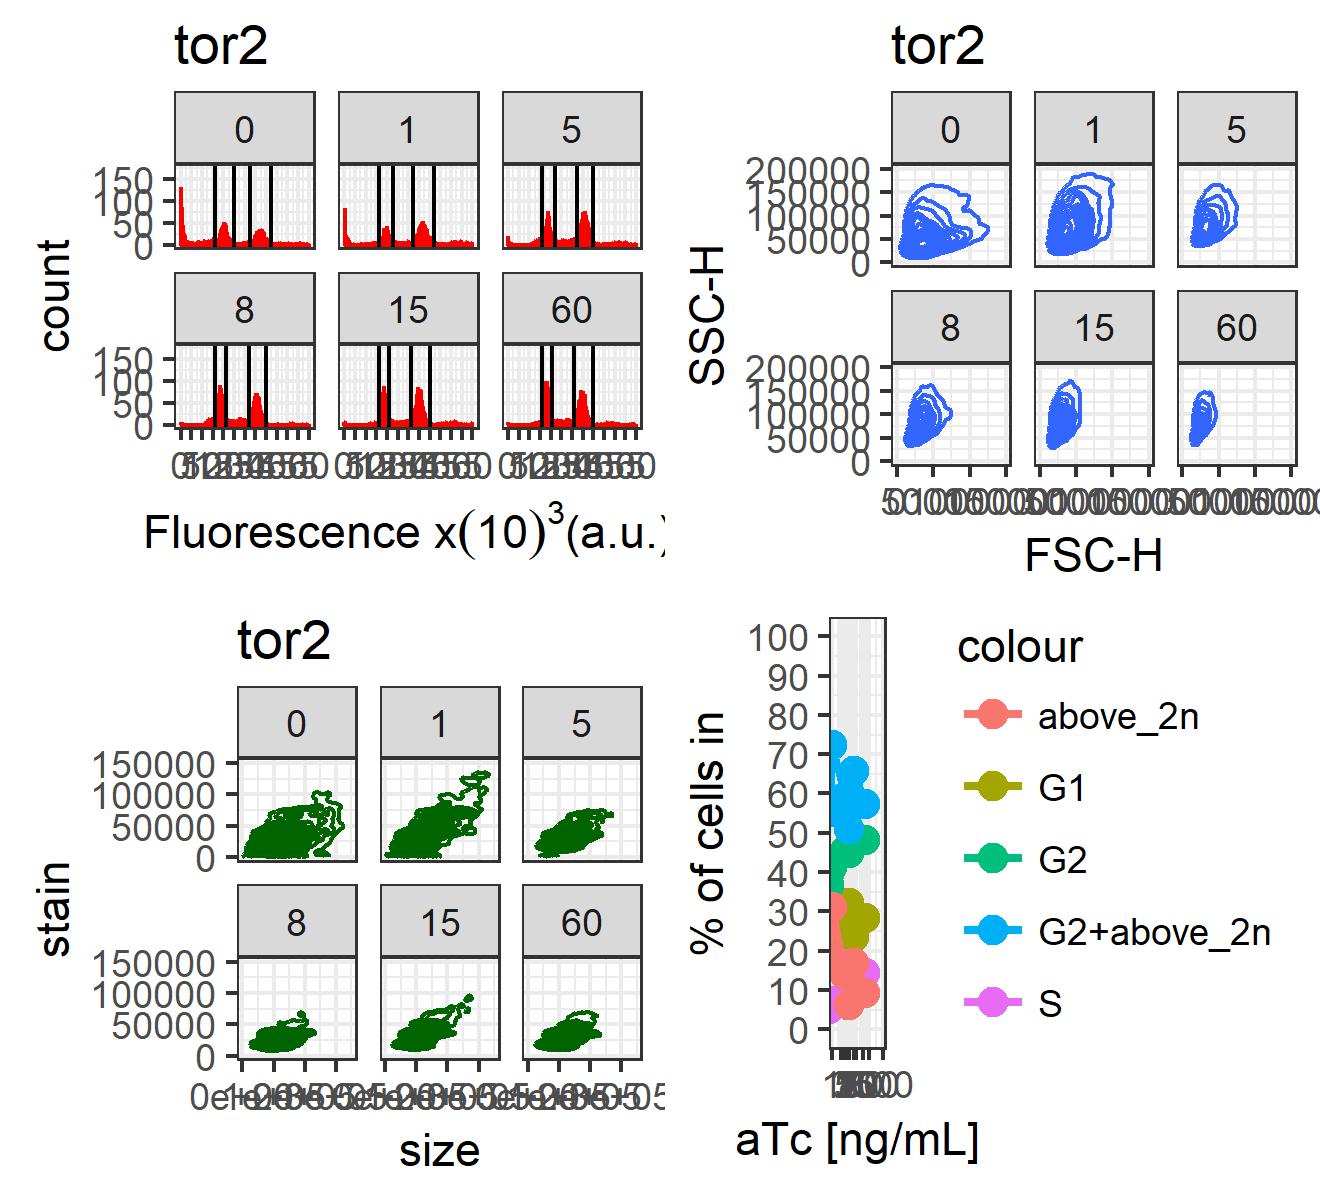 tor2
0 1 5
150
100
50
0
8 15 60
150
100
50
0
count
Fluorescence x(10)³(a.u.)
tor2
0 1 5
200000
150000
100000
50000
0
8 15 60
200000
150000
100000
50000
0
SSC-H
FSC-H
tor2
0 1 5
150000
100000
50000
0
8 15 60
150000
100000
50000
0
stain
size
100
90
80
70
60
50
40
30
20
10
0
% of cells in
aTc [ng/mL]
colour
above_2n
G1
G2
G2+above_2n
S